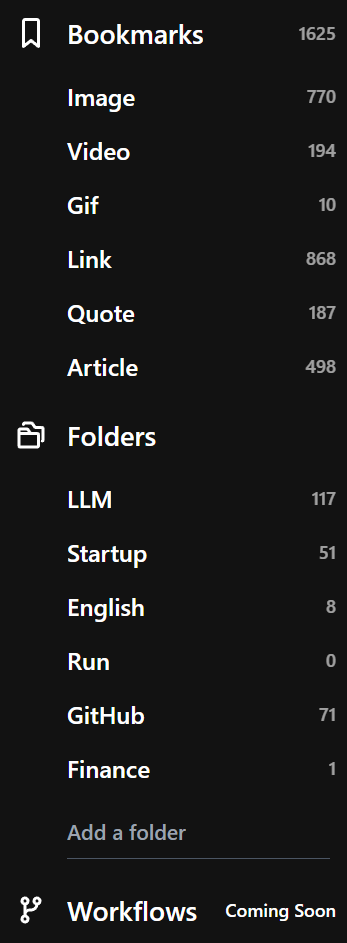 Bookmarks 1625
Image 770
Video 194
Gif 10
Link 868
Quote 187
Article 498
Folders
LLM 117
Startup 51
English 8
Run 0
GitHub 71
Finance 1
Add a folder
Workflows Coming Soon